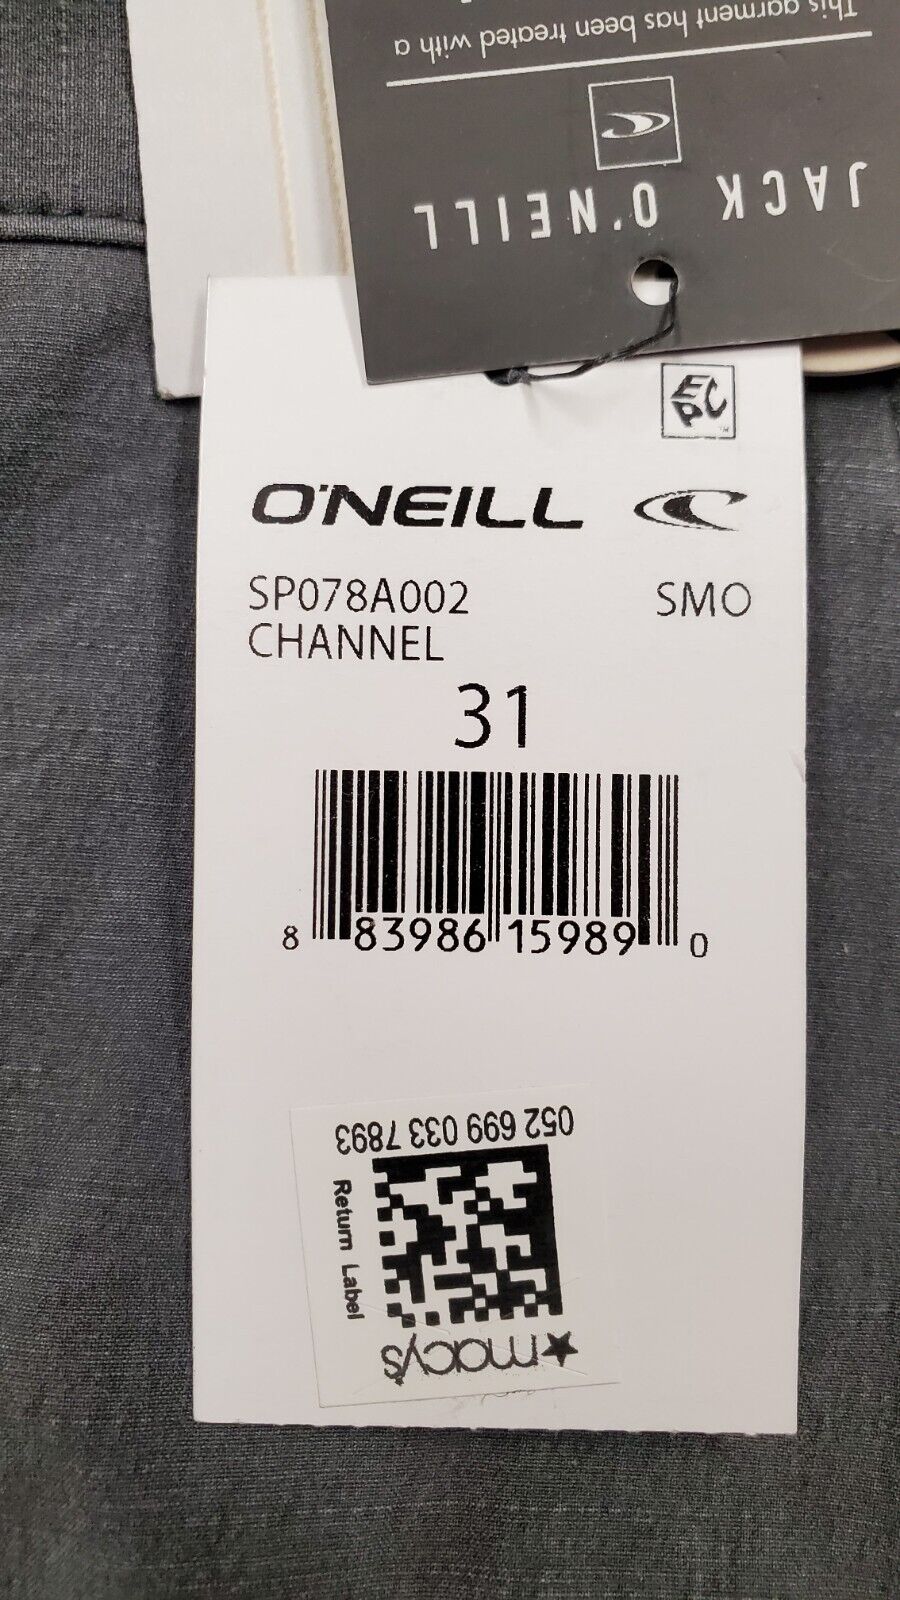 This garment has been treated with a
JACK O'NEILL
EPC
O'NEILL
SP078A002 SMO
CHANNEL
31
8 83986 15989 0
052 699 033 7893
Return Label
macy's